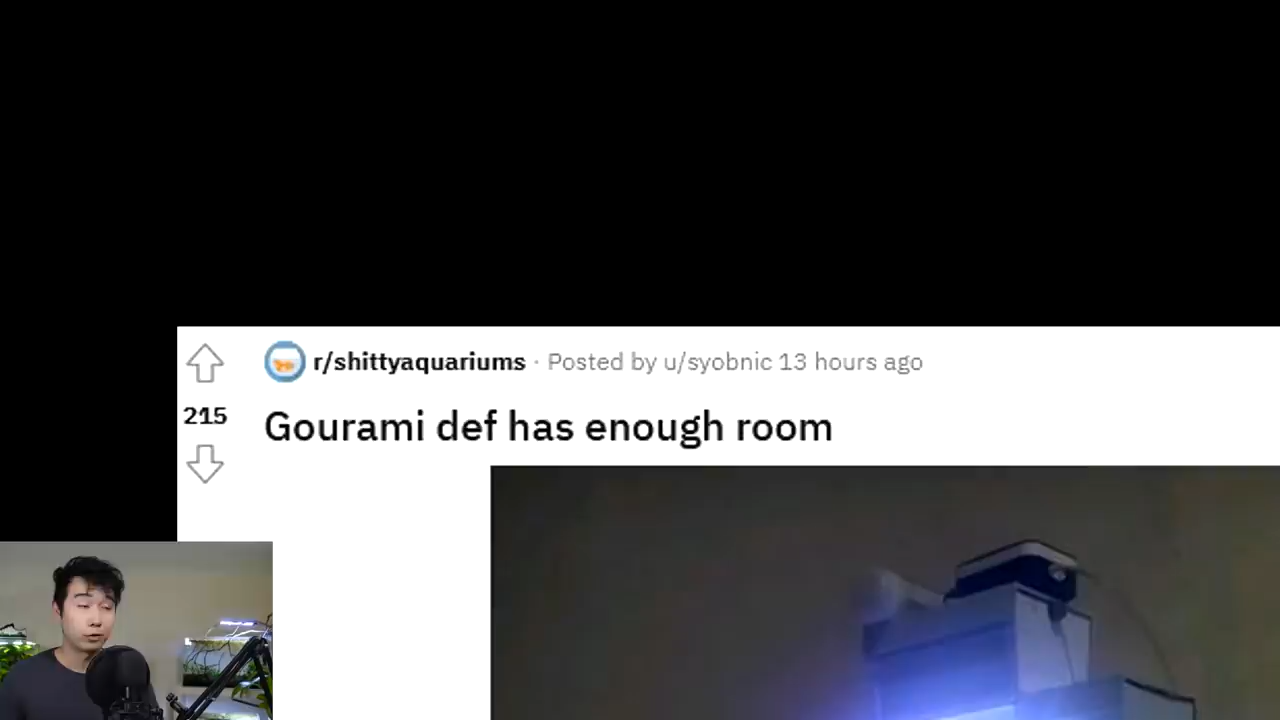 r/shittyaquariums · Posted by u/syobnic 13 hours ago
215
Gourami def has enough room